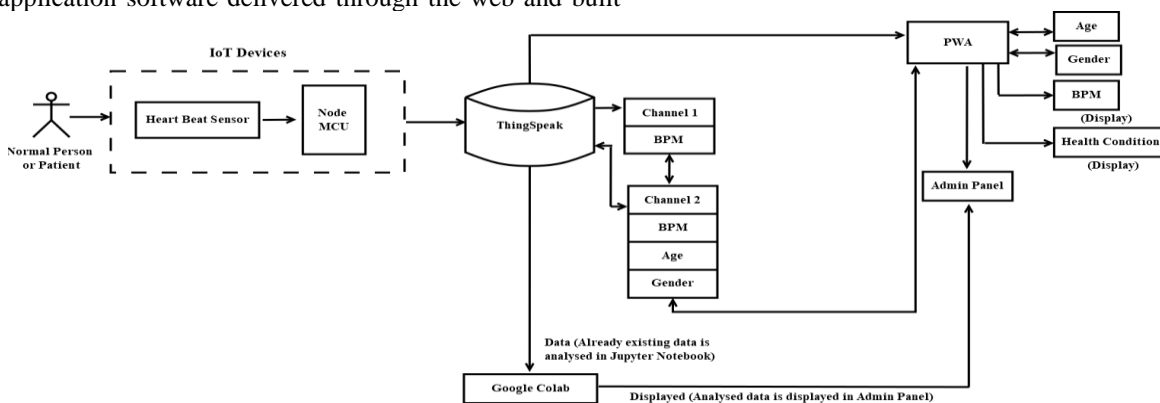 application software delivered through the web and built
IoT Devices
Heart Beat Sensor
Node
MCU
Normal Person
or Patient
ThingSpeak
Channel 1
BPM
Channel 2
BPM
Age
Gender
PWA
Age
Gender
BPM
(Display)
Health Condition
(Display)
Admin Panel
Data (Already existing data is
analysed in Jupyter Notebook)
Google Colab
Displayed (Analysed data is displayed in Admin Panel)